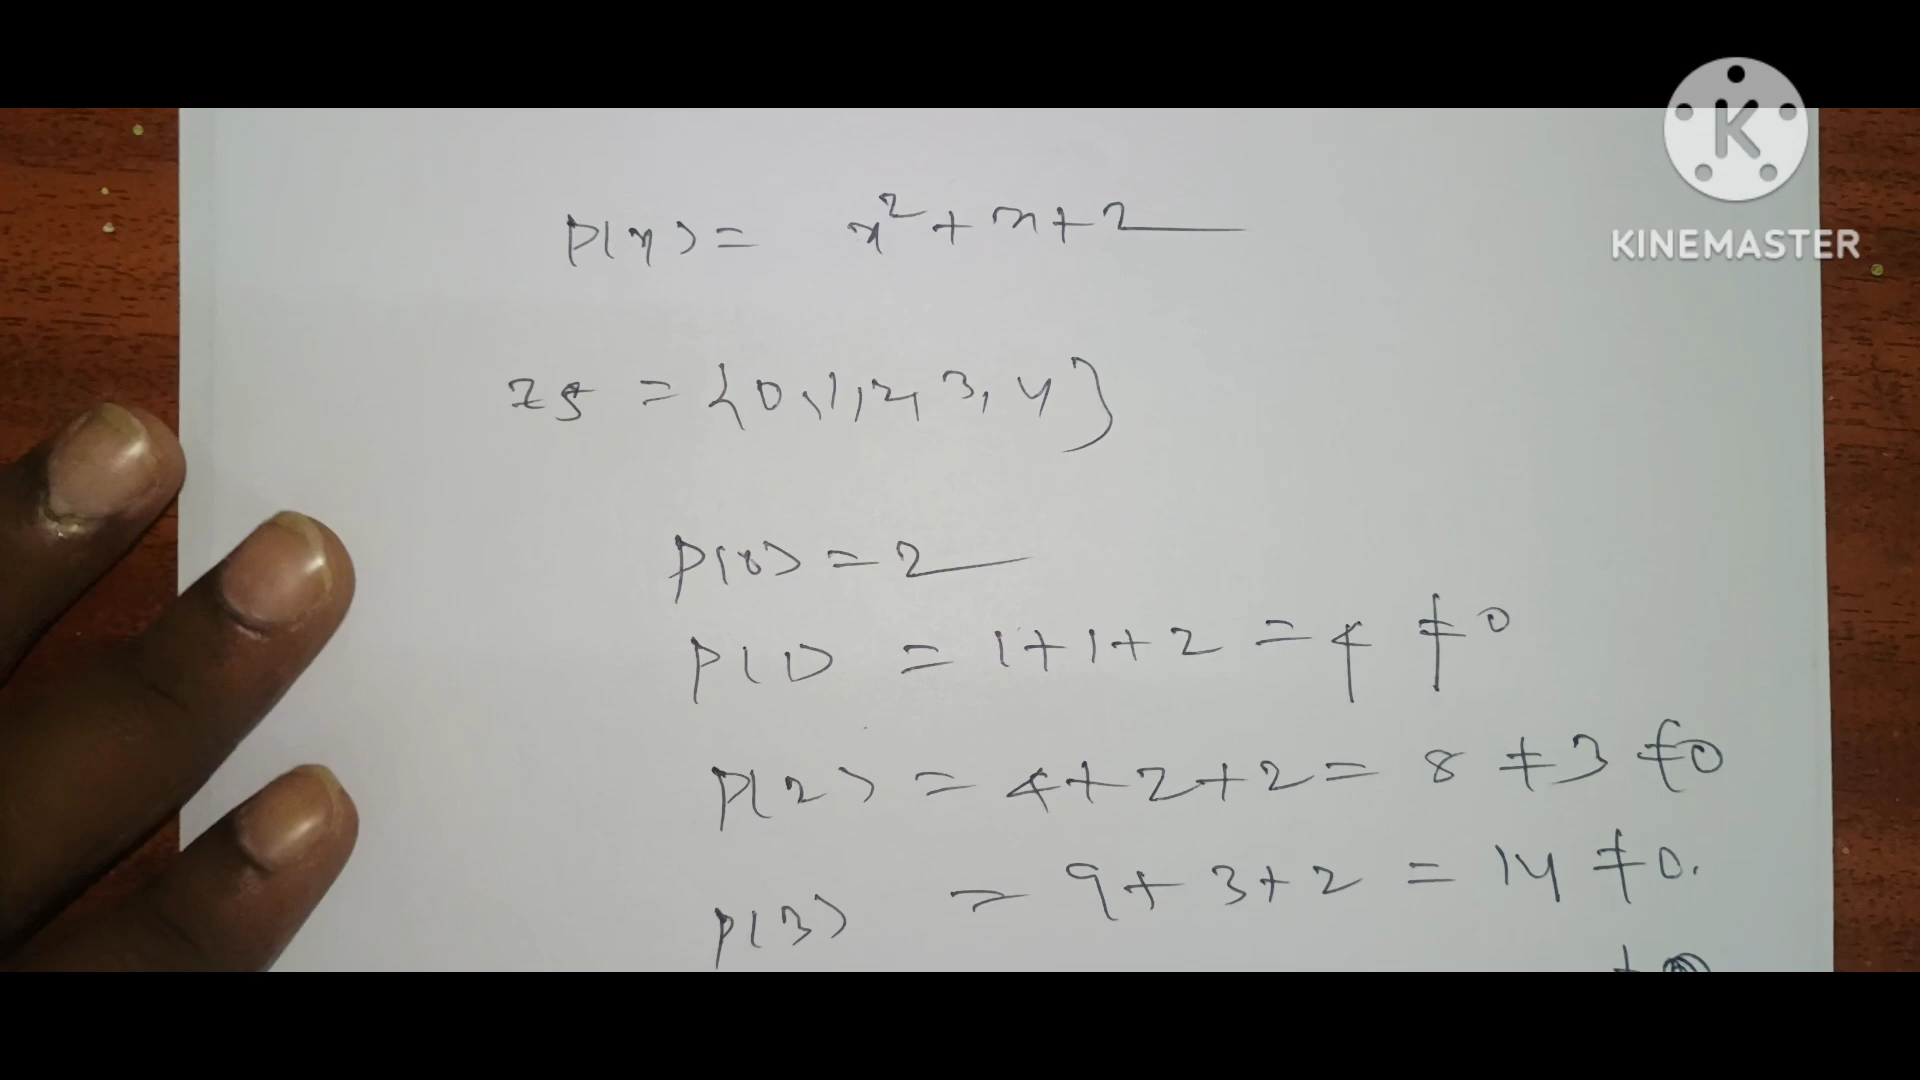 K
KINEMASTER
P(x) = x² + x + 2
Z5 = {0, 1, 2, 3, 4}
P(0) = 2
P(1) = 1 + 1 + 2 = 4 ≠ 0
P(2) = 4 + 2 + 2 = 8 ≠ 3 ≠ 0
P(3) = 9 + 3 + 2 = 14 ≠ 0.